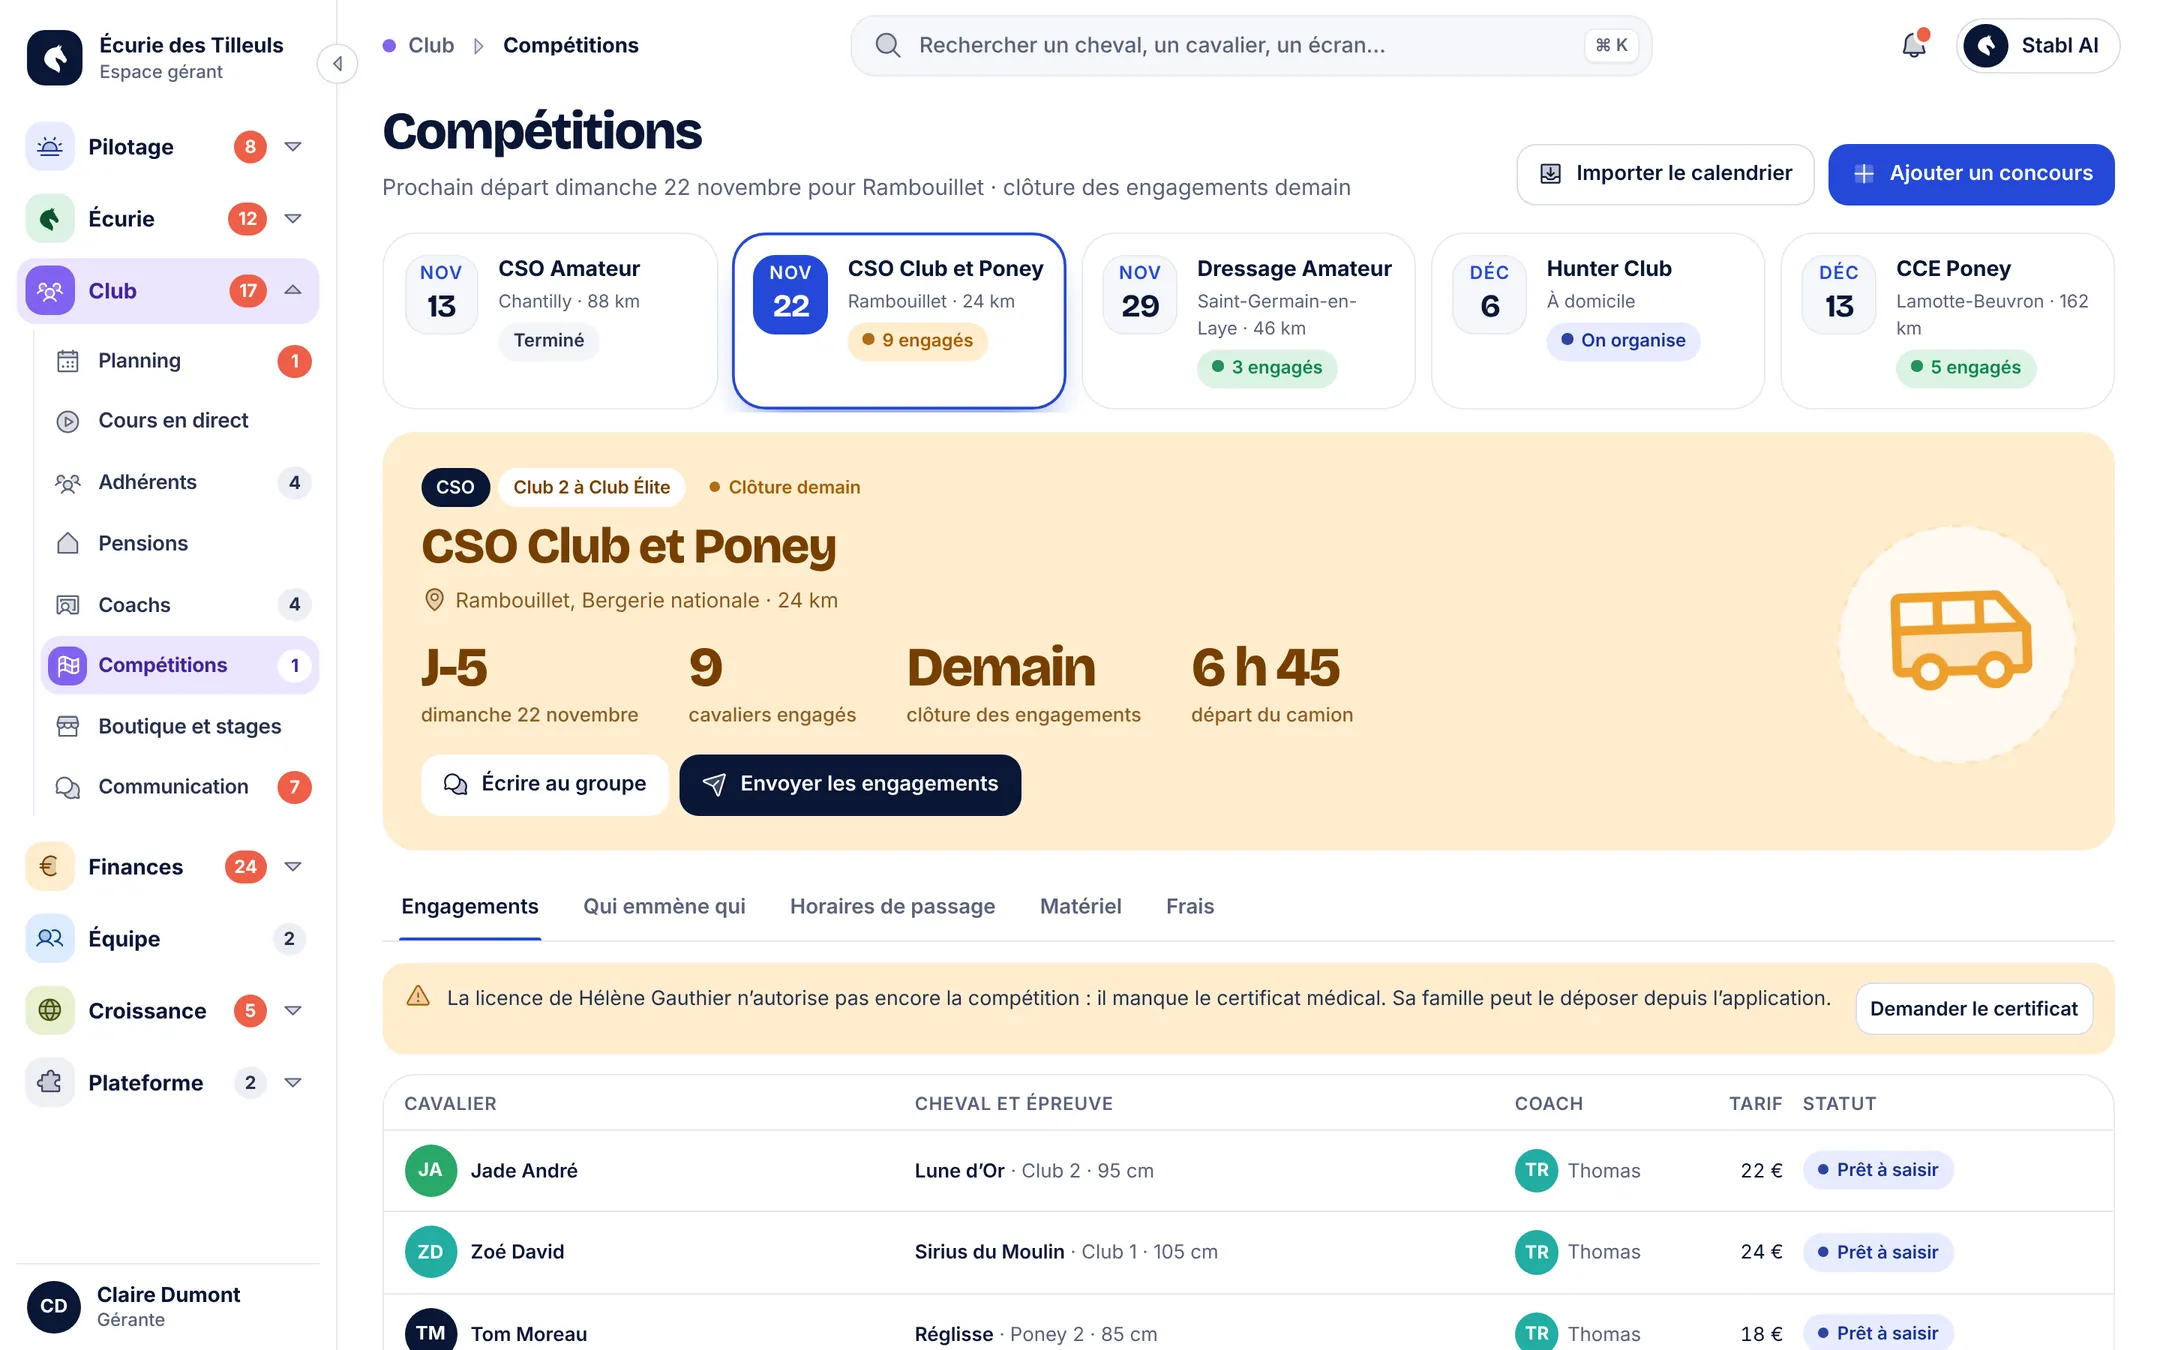 Écurie des Tilleuls
Espace gérant
Club
Compétitions
Rechercher un cheval, un cavalier, un écran…
⌘ K
Stabl AI
Pilotage
8
Écurie
12
Club
17
Planning
1
Cours en direct
Adhérents
4
Pensions
Coachs
4
Compétitions
1
Boutique et stages
Communication
7
Finances
24
Équipe
2
Croissance
5
Plateforme
2
CD
Claire Dumont
Gérante
Compétitions
Prochain départ dimanche 22 novembre pour Rambouillet · clôture des engagements demain
Importer le calendrier
Ajouter un concours
NOV
13
CSO Amateur
Chantilly · 88 km
Terminé
NOV
22
CSO Club et Poney
Rambouillet · 24 km
9 engagés
NOV
29
Dressage Amateur
Saint-Germain-en-
Laye · 46 km
3 engagés
DÉC
6
Hunter Club
À domicile
On organise
DÉC
13
CCE Poney
Lamotte-Beuvron · 162
km
5 engagés
CSO
Club 2 à Club Élite
Clôture demain
CSO Club et Poney
Rambouillet, Bergerie nationale · 24 km
J-5
dimanche 22 novembre
9
cavaliers engagés
Demain
clôture des engagements
6 h 45
départ du camion
Écrire au groupe
Envoyer les engagements
Engagements
Qui emmène qui
Horaires de passage
Matériel
Frais
La licence de Hélène Gauthier n’autorise pas encore la compétition : il manque le certificat médical. Sa famille peut le déposer depuis l’application.
Demander le certificat
CAVALIER CHEVAL ET ÉPREUVE COACH TARIF STATUT
JA Jade André Lune d’Or · Club 2 · 95 cm TR Thomas 22 € Prêt à saisir
ZD Zoé David Sirius du Moulin · Club 1 · 105 cm TR Thomas 24 € Prêt à saisir
TM Tom Moreau Réglisse · Poney 2 · 85 cm TR Thomas 18 € Prêt à saisir